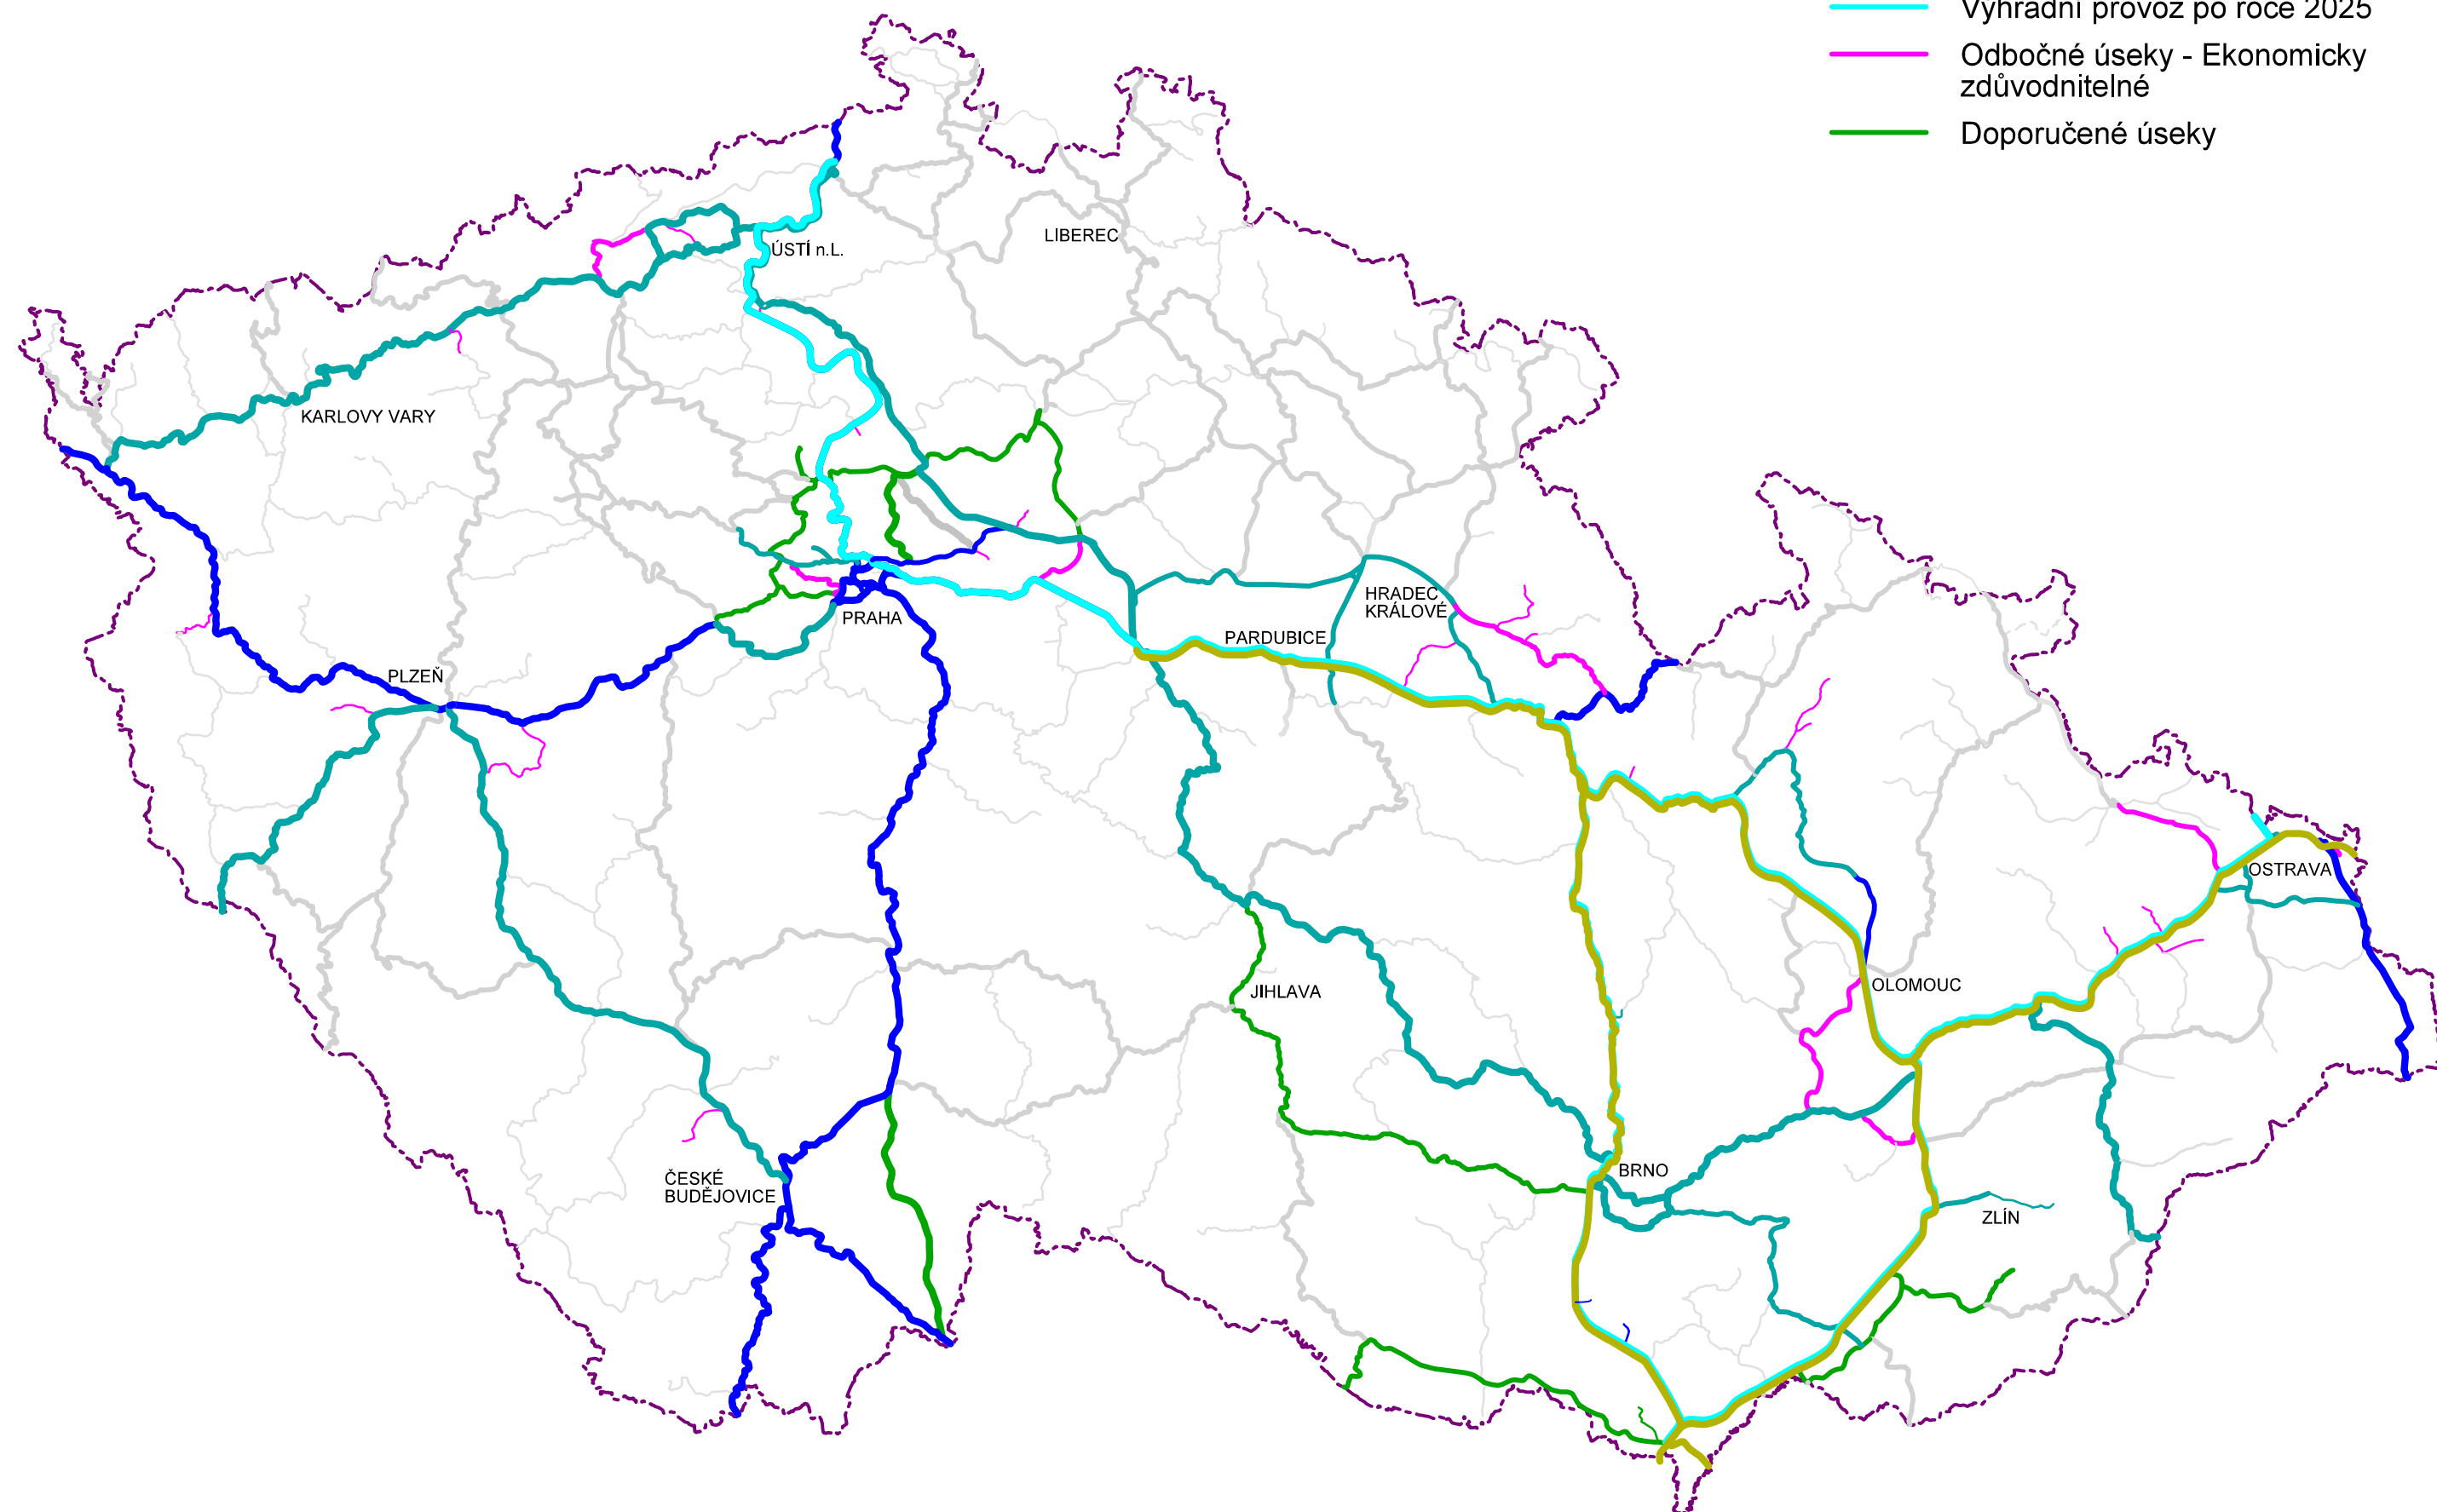 Výhradní provoz po roce 2025
Odbočné úseky - Ekonomicky
zdůvodnitelné
Doporučené úseky
LIBEREC
ÚSTÍ n.L.
KARLOVY VARY
HRADEC
KRÁLOVÉ
PRAHA
PARDUBICE
PLZEŇ
OSTRAVA
OLOMOUC
JIHLAVA
BRNO
ČESKÉ
BUDĚJOVICE
ZLÍN